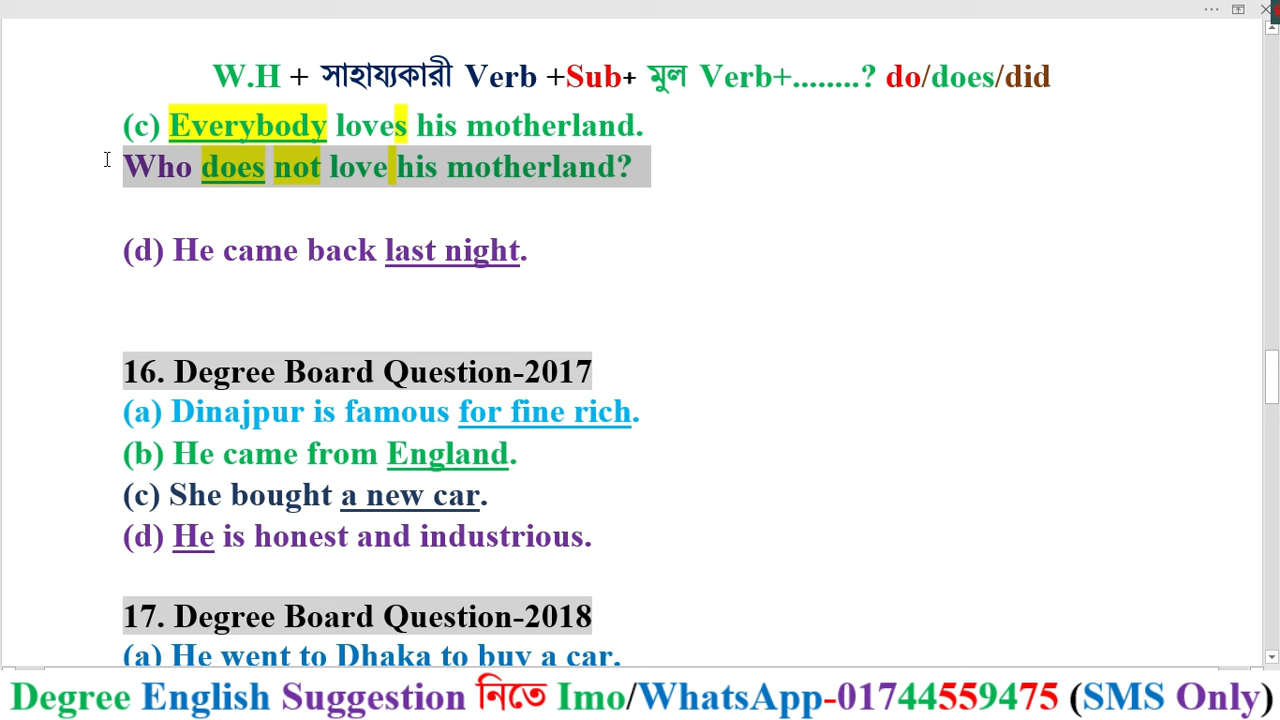 W.H + সাহায্যকারী Verb +Sub+ মুল Verb+........? do/does/did
(c) Everybody loves his motherland.
Who does not love his motherland?
(d) He came back last night.
16. Degree Board Question-2017
(a) Dinajpur is famous for fine rich.
(b) He came from England.
(c) She bought a new car.
(d) He is honest and industrious.
17. Degree Board Question-2018
(a) He went to Dhaka to buy a car.
Degree English Suggestion নিতে Imo/WhatsApp-01744559475 (SMS Only)